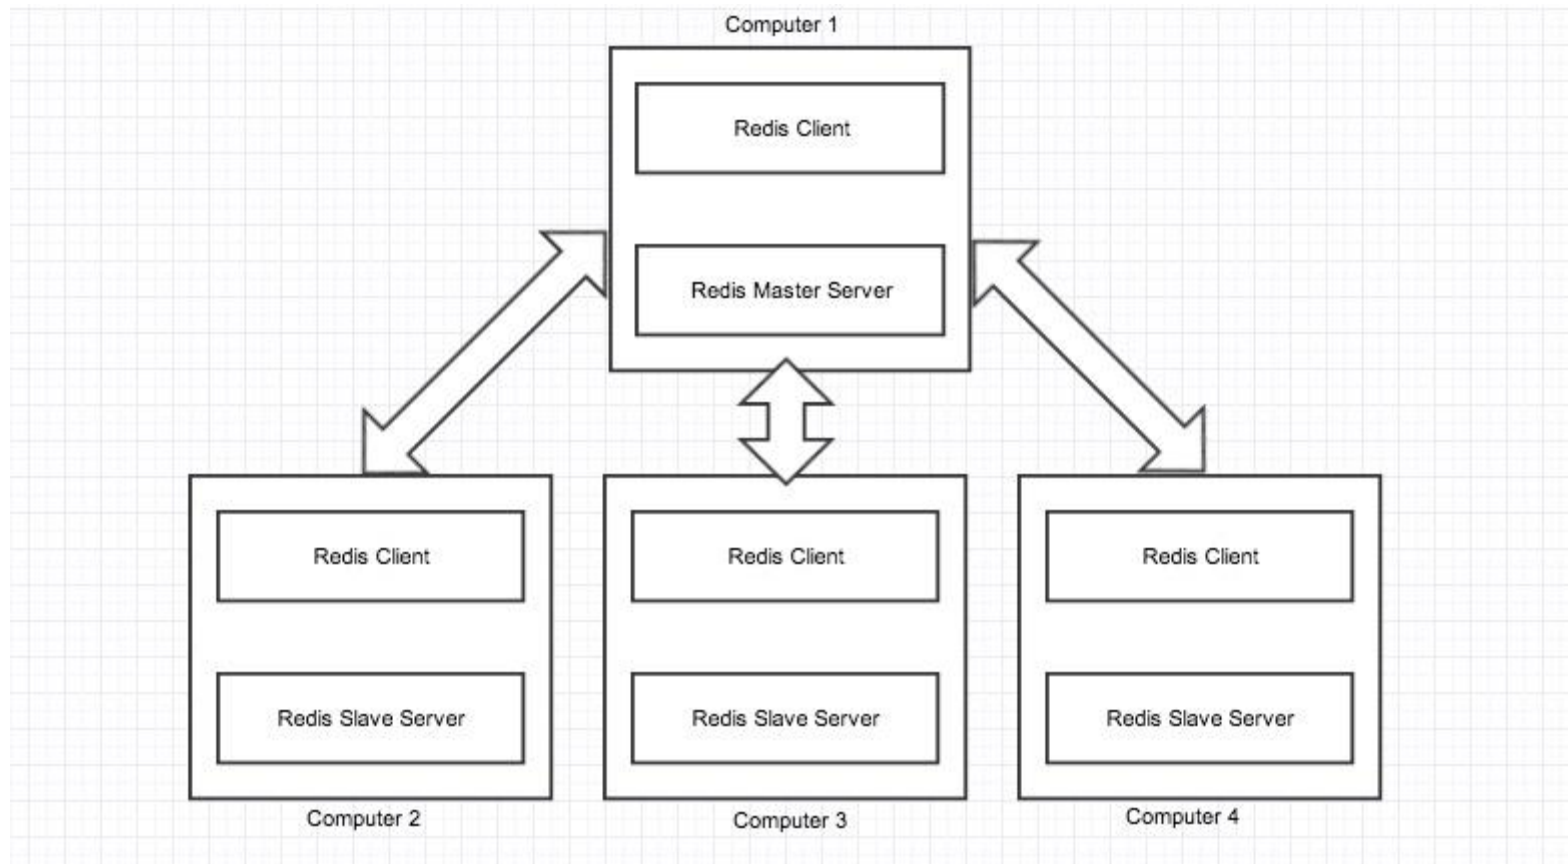 Computer 1
Redis Client
Redis Master Server
Redis Client
Redis Slave Server
Computer 2
Redis Client
Redis Slave Server
Computer 3
Redis Client
Redis Slave Server
Computer 4